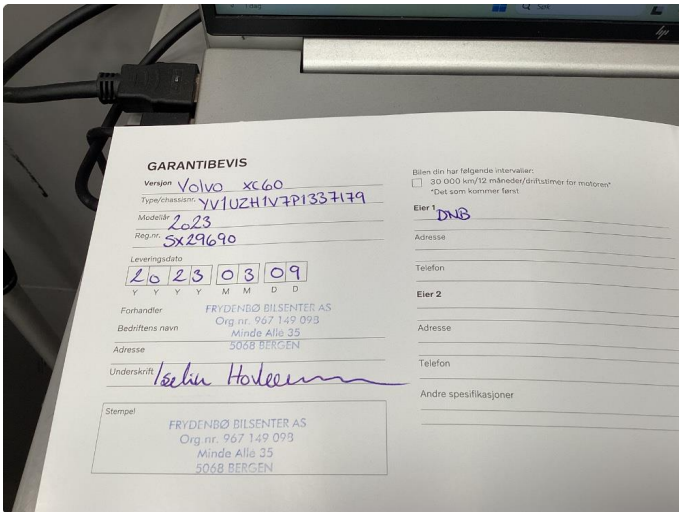 Søk
hp
GARANTIBEVIS
Versjon Volvo XC60
Type/chassisnr. YV1UZH1V7P1337179
Modellår 2023
Reg.nr. SX29690
Leveringsdato
2 0 2 3 0 3 0 9
Y Y Y Y M M D D
Forhandler
Bedriftens navn
FRYDENBØ BILSENTER AS
Org.nr. 967 149 098
Minde Alle 35
5068 BERGEN
Adresse
Underskrift Iselin
Stempel
FRYDENBØ BILSENTER AS
Org.nr. 967 149 098
Minde Alle 35
5068 BERGEN
Bilen din har følgende intervaller:
30 000 km/12 måneder/driftstimer for motoren*
*Det som kommer først
Eier 1 DNB
Adresse
Telefon
Eier 2
Adresse
Telefon
Andre spesifikasjoner